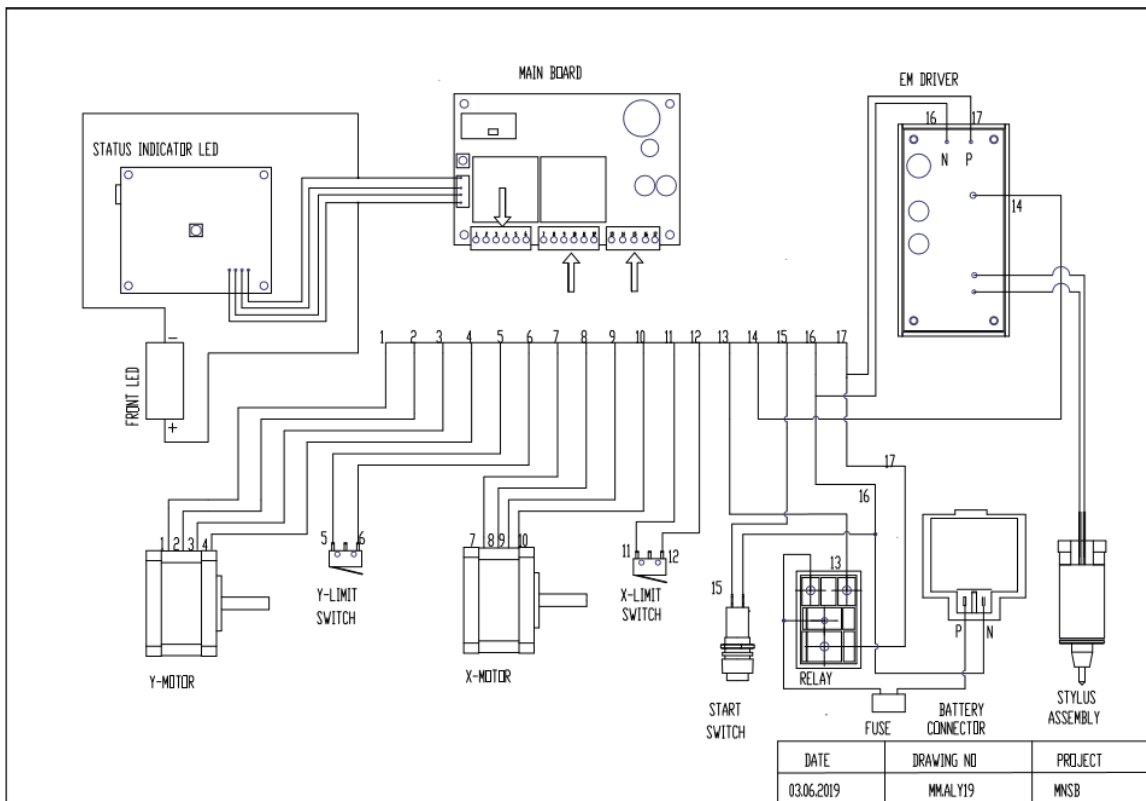 MAIN BOARD
EM DRIVER
16 17
N P
STATUS INDICATOR LED
14
1 2 3 4 5 6 7 8 9 10 11 12 13 14 15 16 17
−
FRONT LED
+
17
16
1 2 3 4
5 6
7 8 9 10
11 12
13
15
Y-LIMIT
SWITCH
X-LIMIT
SWITCH
P N
Y-MOTOR
X-MOTOR
RELAY
START
SWITCH
FUSE
BATTERY
CONNECTOR
STYLUS
ASSEMBLY
DATE DRAWING NO PROJECT
03.06.2019 MM.ALY19 MNSB